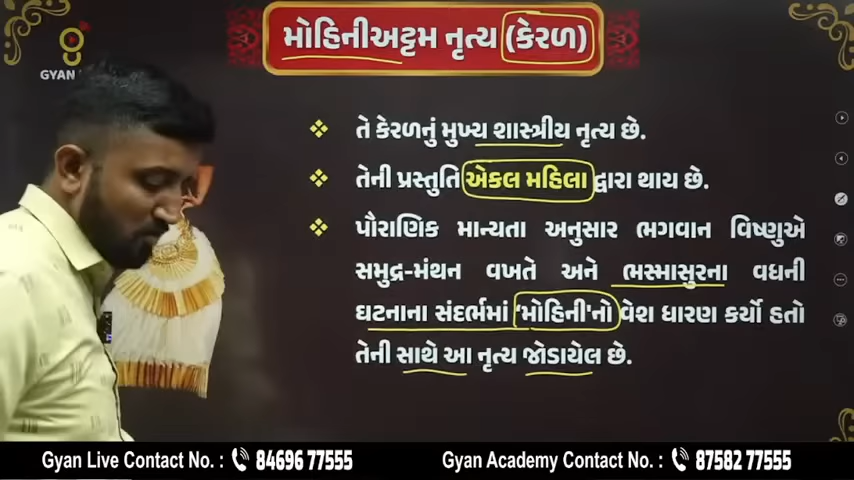 મોહિનીઅટ્ટમ નૃત્ય (કેરળ)
GYAN
તે કેરળનું મુખ્ય શાસ્ત્રીય નૃત્ય છે.
તેની પ્રસ્તુતિ એકલ મહિલા દ્વારા થાય છે.
પૌરાણિક માન્યતા અનુસાર ભગવાન વિષ્ણુએ
સમુદ્ર-મંથન વખતે અને ભસ્માસુરના વધની
ઘટનાના સંદર્ભમાં 'મોહિની'નો વેશ ધારણ કર્યો હતો
તેની સાથે આ નૃત્ય જોડાયેલ છે.
Gyan Live Contact No. : 84696 77555 Gyan Academy Contact No. : 87582 77555